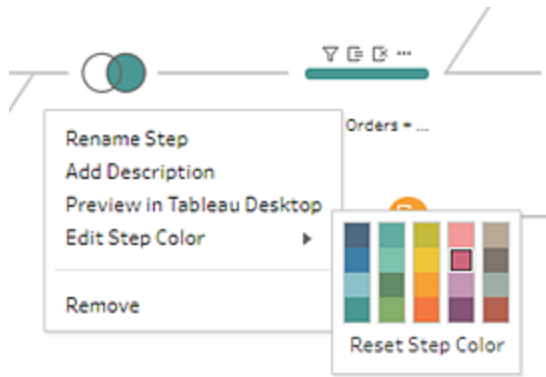 Orders + ...
Rename Step
Add Description
Preview in Tableau Desktop
Edit Step Color
Remove
Reset Step Color